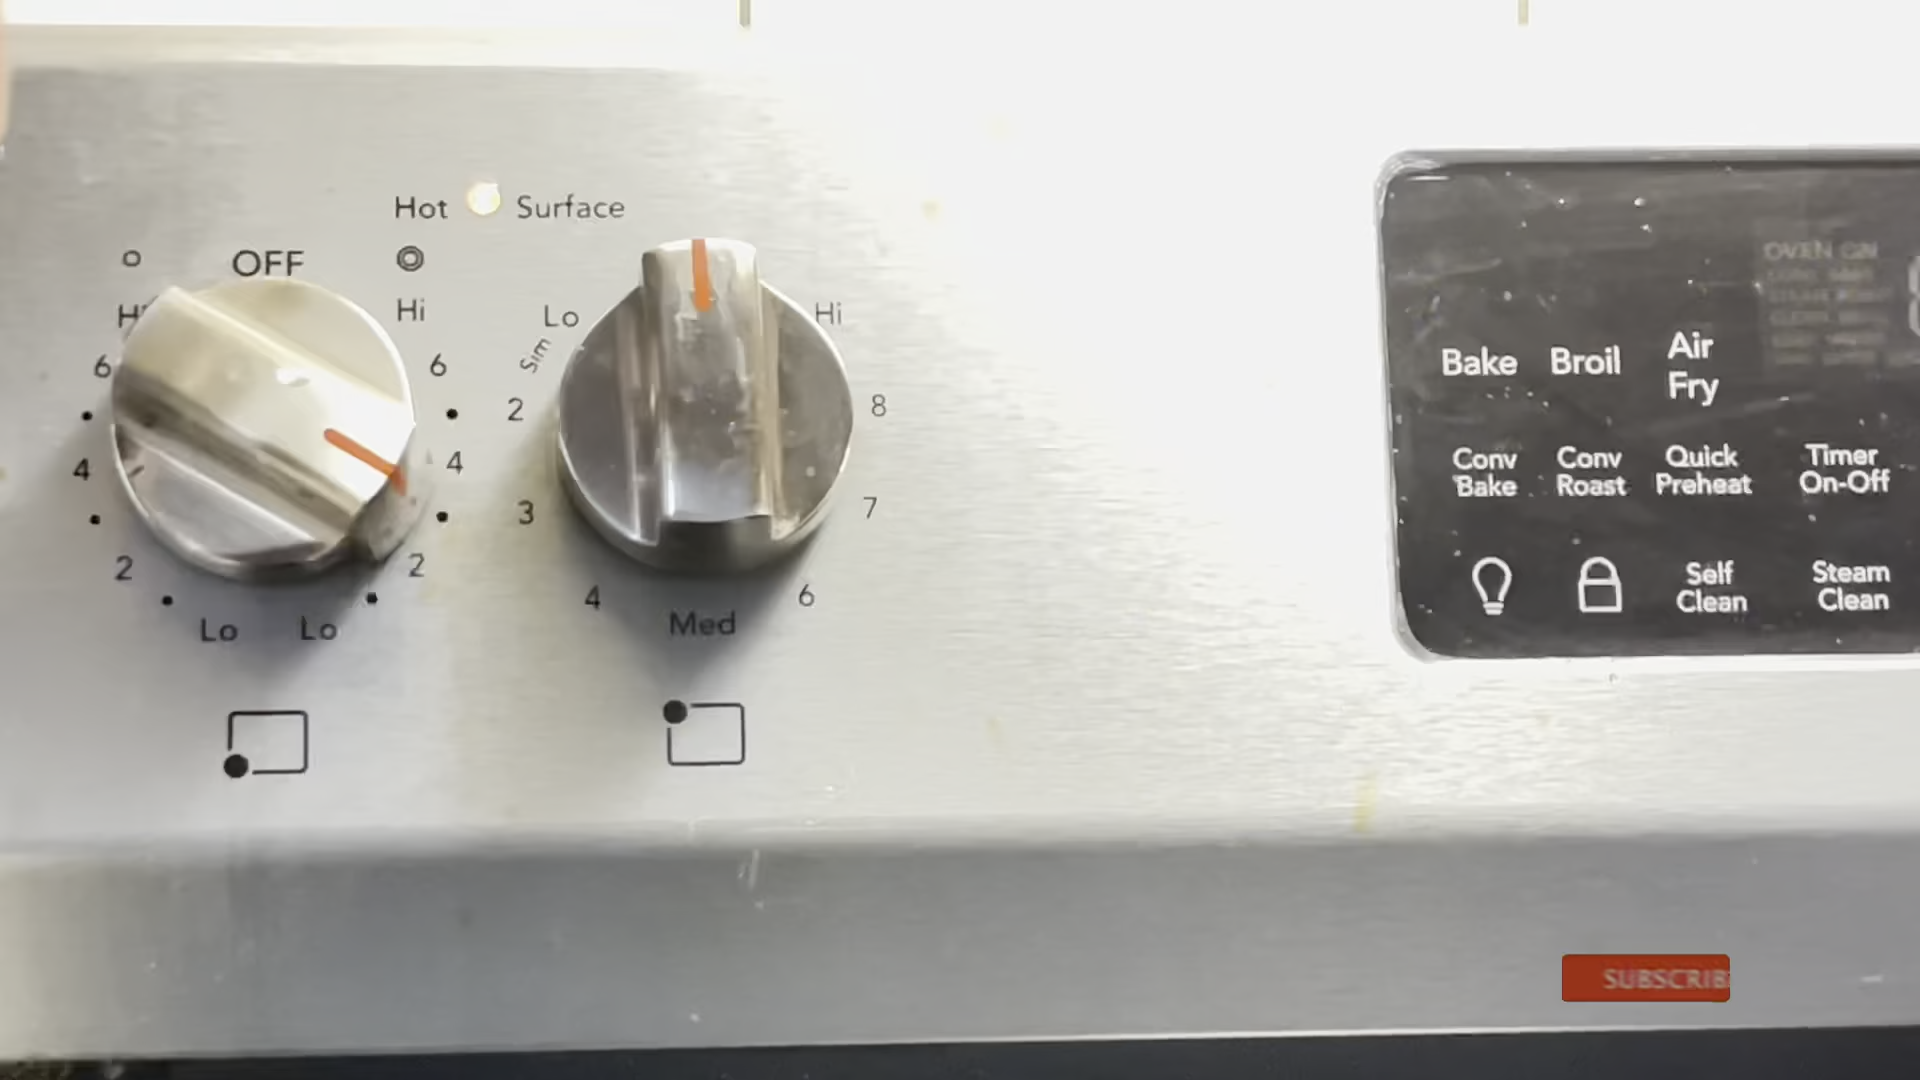 Hot Surface
OFF
Hi
6
4
2
Lo
Lo
2
4
6
Lo
Sim
2
3
4
Med
6
7
8
Hi
OVEN
Bake Broil Air Fry
Conv Bake
Conv Roast
Quick Preheat
Timer On-Off
Self Clean
Steam Clean